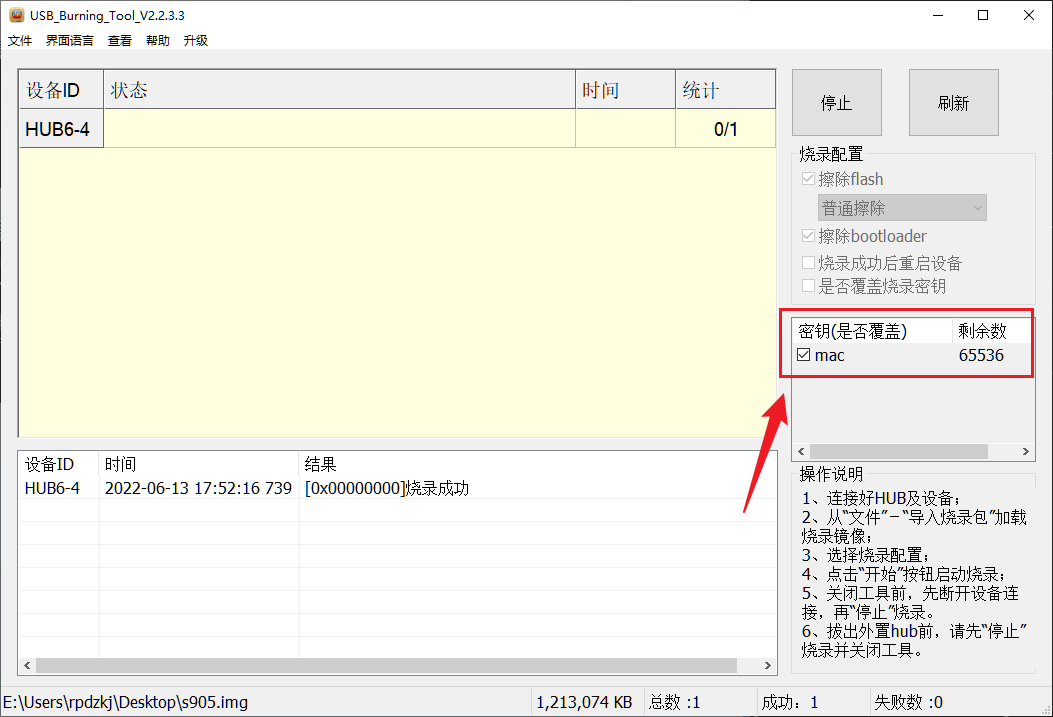 USB_Burning_Tool_V2.2.3.3
文件 界面语言 查看 帮助 升级
设备ID 状态 时间 统计
HUB6-4 0/1
停止 刷新
烧录配置
擦除flash
普通擦除
擦除bootloader
烧录成功后重启设备
是否覆盖烧录密钥
密钥(是否覆盖) 剩余数
mac 65536
设备ID 时间 结果
HUB6-4 2022-06-13 17:52:16 739 [0x00000000]烧录成功
操作说明
1、连接好HUB及设备；
2、从“文件”－“导入烧录包”加载
烧录镜像；
3、选择烧录配置；
4、点击“开始”按钮启动烧录；
5、关闭工具前，先断开设备连
接，再“停止”烧录。
6、拔出外置hub前，请先“停止”
烧录并关闭工具。
E:\Users\rpdzkj\Desktop\s905.img 1,213,074 KB 总数 :1 成功：1 失败数 :0